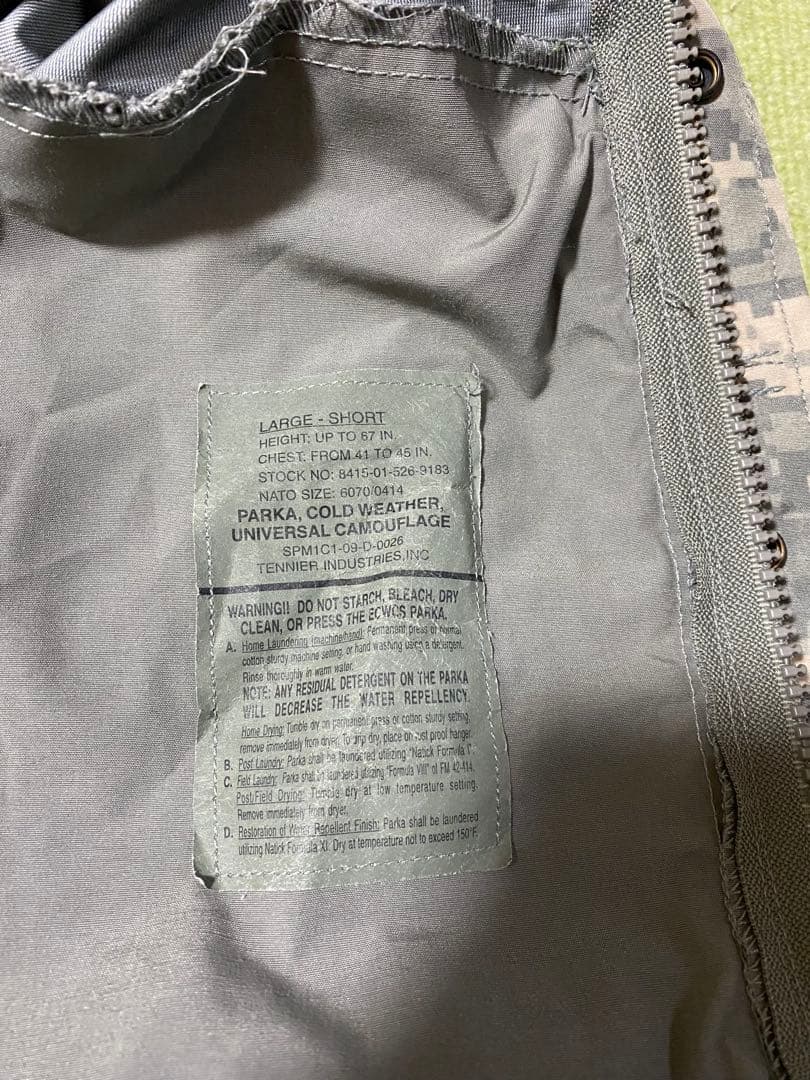 LARGE - SHORT
HEIGHT: UP TO 67 IN.
CHEST: FROM 41 TO 45 IN.
STOCK NO: 8415-01-526-9183
NATO SIZE: 6070/0414
PARKA, COLD WEATHER,
UNIVERSAL CAMOUFLAGE
SPM1C1-09-D-0026
TENNIER INDUSTRIES,INC
WARNING!! DO NOT STARCH, BLEACH, DRY
CLEAN, OR PRESS THE ECWCS PARKA.
A. Home Laundering (machine/hand): Permanent press or normal
cotton sturdy machine setting, or hand washing using a detergent.
Rinse thoroughly in warm water.
NOTE: ANY RESIDUAL DETERGENT ON THE PARKA
WILL DECREASE THE WATER REPELLENCY.
Home Drying: Tumble dry on permanent press or cotton sturdy setting,
remove immediately from dryer. To drip dry, place on rust proof hanger.
B. Post Laundry: Parka shall be laundered utilizing "Natick Formula I".
C. Field Laundry: Parka shall be laundered utilizing "Formula VIII" of FM 42-414.
Post/Field Drying: Tumble dry at low temperature setting.
Remove immediately from dryer.
D. Restoration of Water Repellent Finish: Parka shall be laundered
utilizing Natick Formula XI. Dry at temperature not to exceed 150°F.